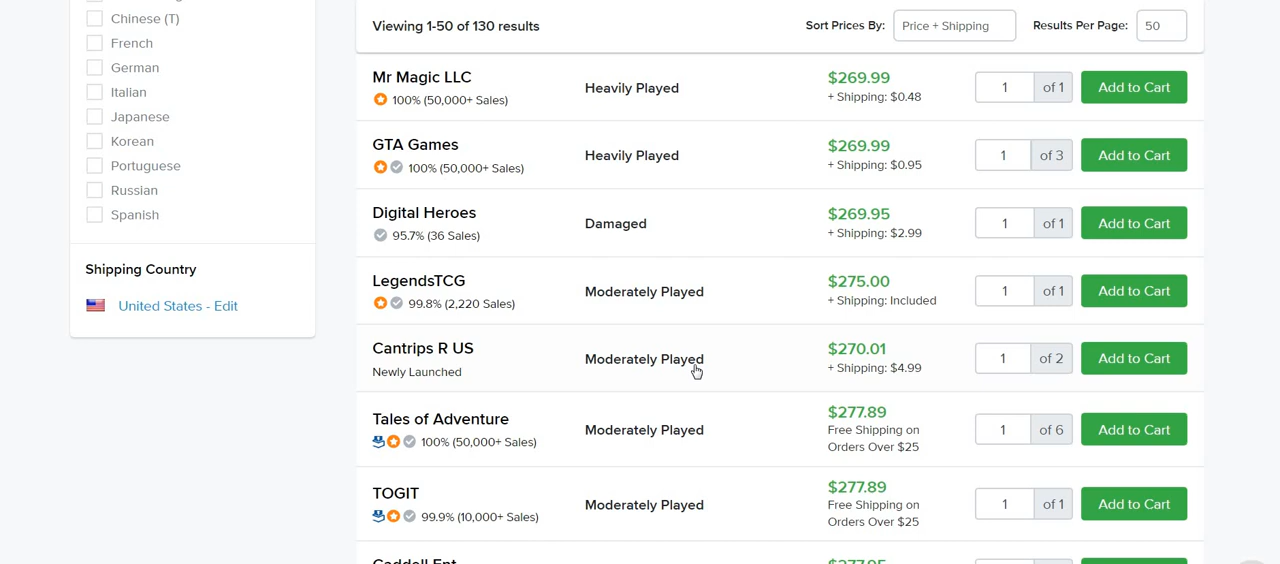 Chinese (T)
French
German
Italian
Japanese
Korean
Portuguese
Russian
Spanish
Shipping Country
United States - Edit
Viewing 1-50 of 130 results
Sort Prices By: Price + Shipping Results Per Page: 50
Mr Magic LLC
100% (50,000+ Sales)
Heavily Played
$269.99
+ Shipping: $0.48
1 of 1 Add to Cart
GTA Games
100% (50,000+ Sales)
Heavily Played
$269.99
+ Shipping: $0.95
1 of 3 Add to Cart
Digital Heroes
95.7% (36 Sales)
Damaged
$269.95
+ Shipping: $2.99
1 of 1 Add to Cart
LegendsTCG
99.8% (2,220 Sales)
Moderately Played
$275.00
+ Shipping: Included
1 of 1 Add to Cart
Cantrips R US
Newly Launched
Moderately Played
$270.01
+ Shipping: $4.99
1 of 2 Add to Cart
Tales of Adventure
100% (50,000+ Sales)
Moderately Played
$277.89
Free Shipping on
Orders Over $25
1 of 6 Add to Cart
TOGIT
99.9% (10,000+ Sales)
Moderately Played
$277.89
Free Shipping on
Orders Over $25
1 of 1 Add to Cart